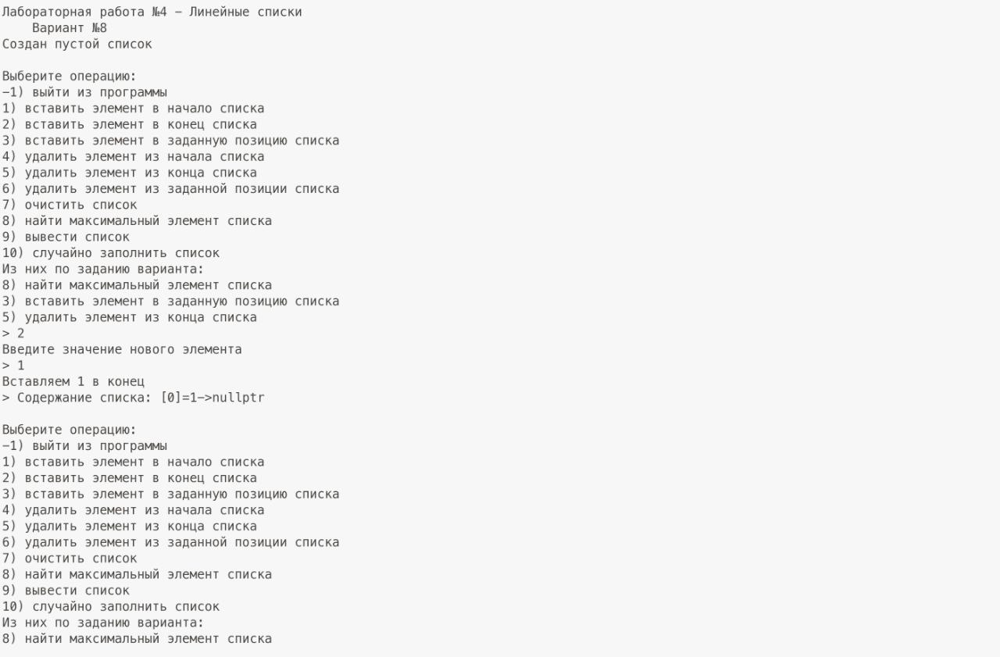 Лабораторная работа №4 – Линейные списки
Вариант №8
Создан пустой список
Выберите операцию:
−1) выйти из программы
1) вставить элемент в начало списка
2) вставить элемент в конец списка
3) вставить элемент в заданную позицию списка
4) удалить элемент из начала списка
5) удалить элемент из конца списка
6) удалить элемент из заданной позиции списка
7) очистить список
8) найти максимальный элемент списка
9) вывести список
10) случайно заполнить список
Из них по заданию варианта:
8) найти максимальный элемент списка
3) вставить элемент в заданную позицию списка
5) удалить элемент из конца списка
> 2
Введите значение нового элемента
> 1
Вставляем 1 в конец
> Содержание списка: [0]=1−>nullptr
Выберите операцию:
−1) выйти из программы
1) вставить элемент в начало списка
2) вставить элемент в конец списка
3) вставить элемент в заданную позицию списка
4) удалить элемент из начала списка
5) удалить элемент из конца списка
6) удалить элемент из заданной позиции списка
7) очистить список
8) найти максимальный элемент списка
9) вывести список
10) случайно заполнить список
Из них по заданию варианта:
8) найти максимальный элемент списка